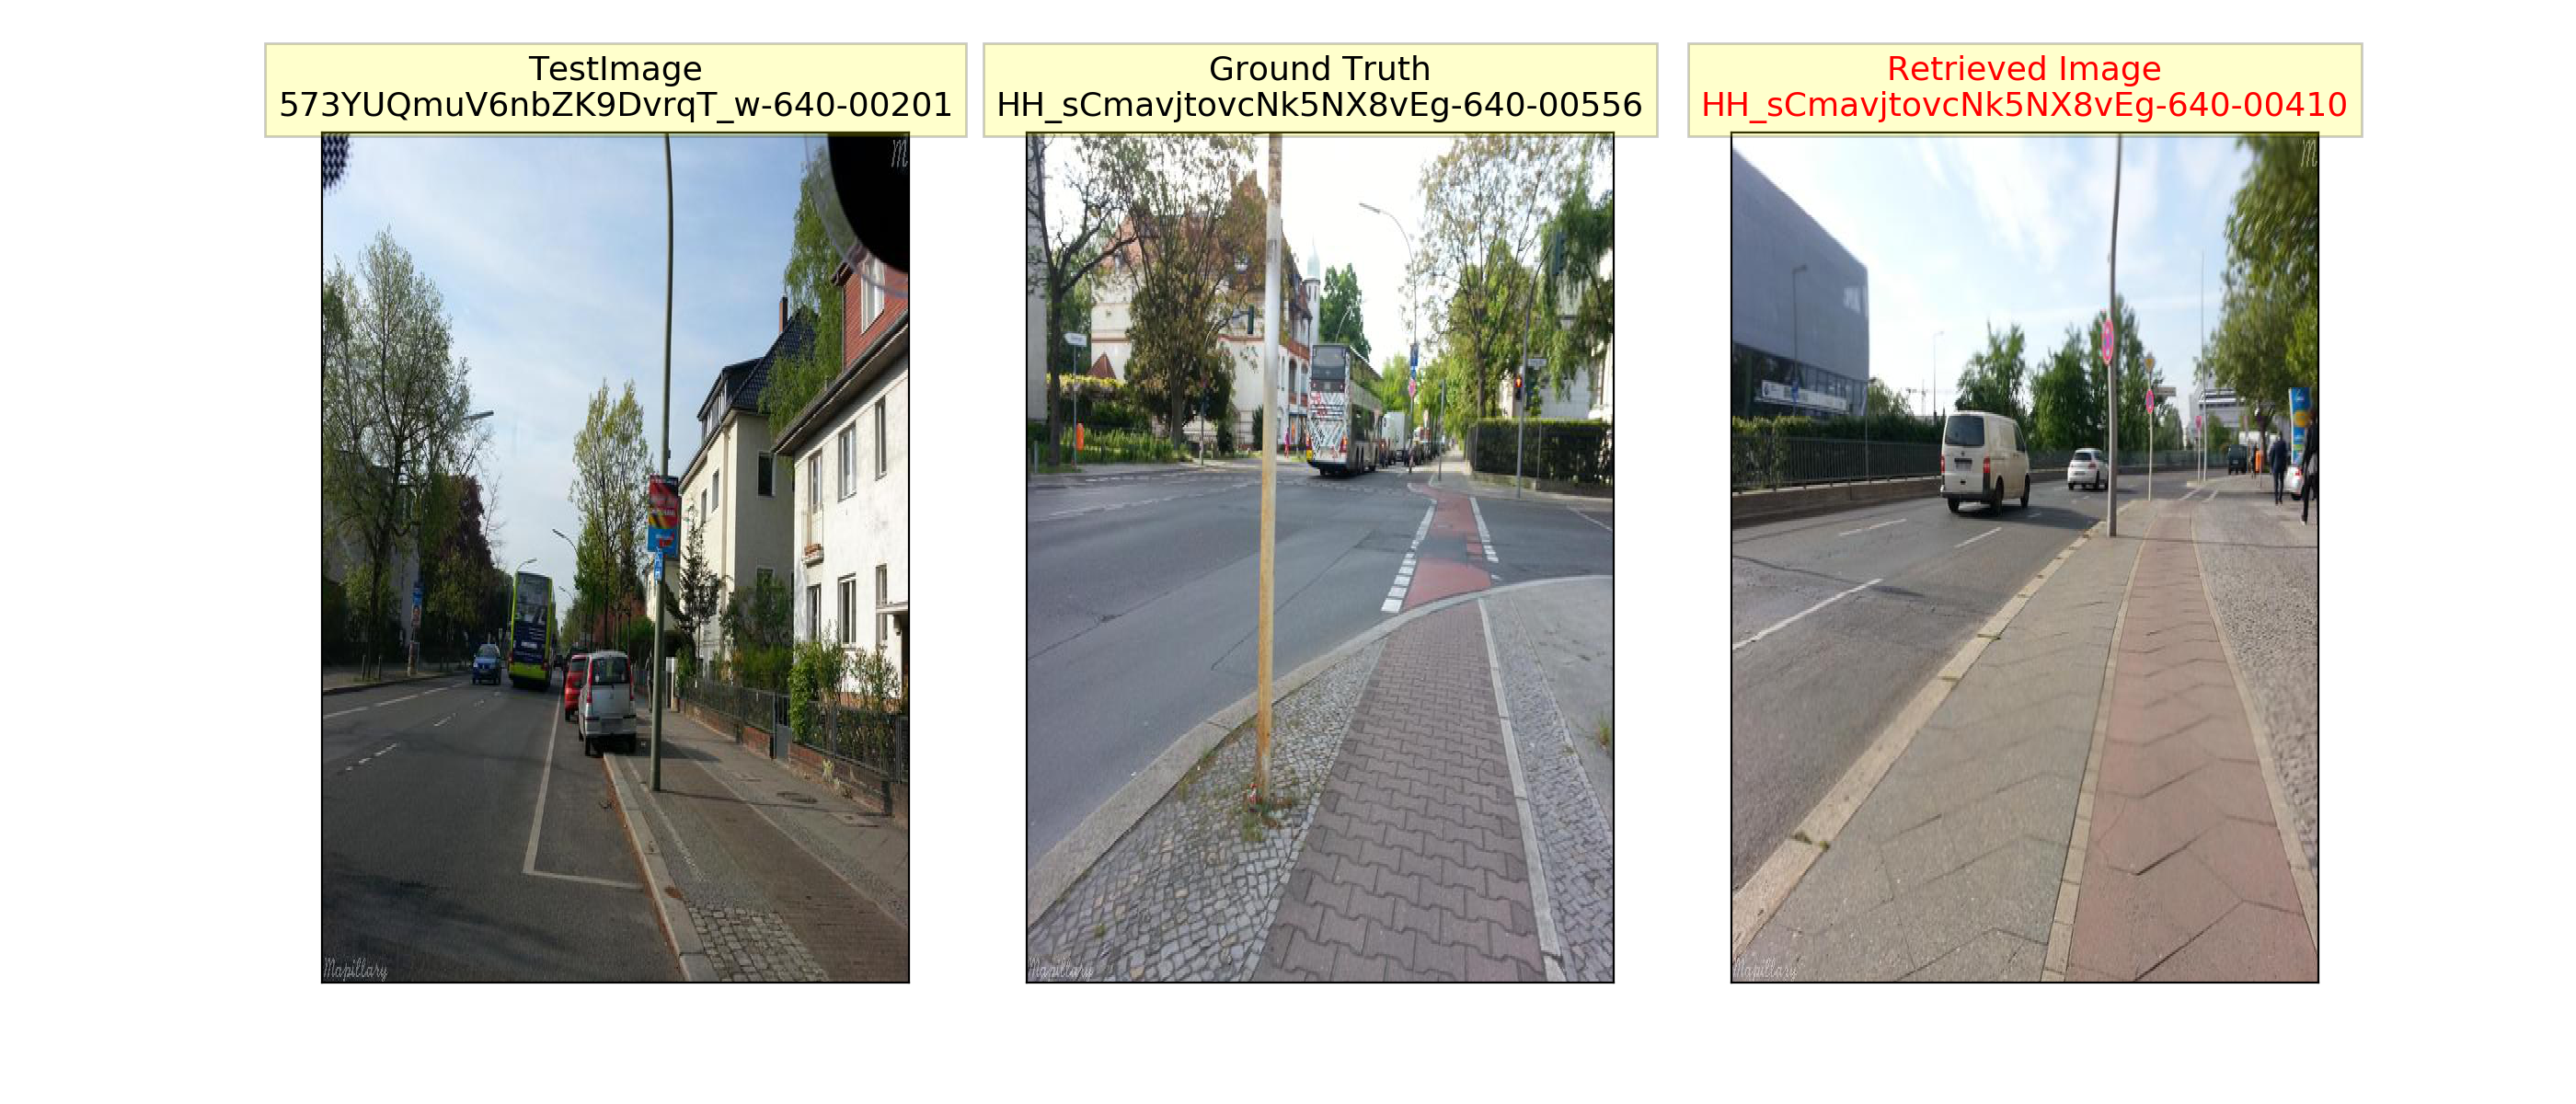 TestImage
573YUQmuV6nbZK9DvrqT_w-640-00201
Ground Truth
HH_sCmavjtovcNk5NX8vEg-640-00556
Retrieved Image
HH_sCmavjtovcNk5NX8vEg-640-00410
M
M
Mapillary
Mapillary
Mapillary